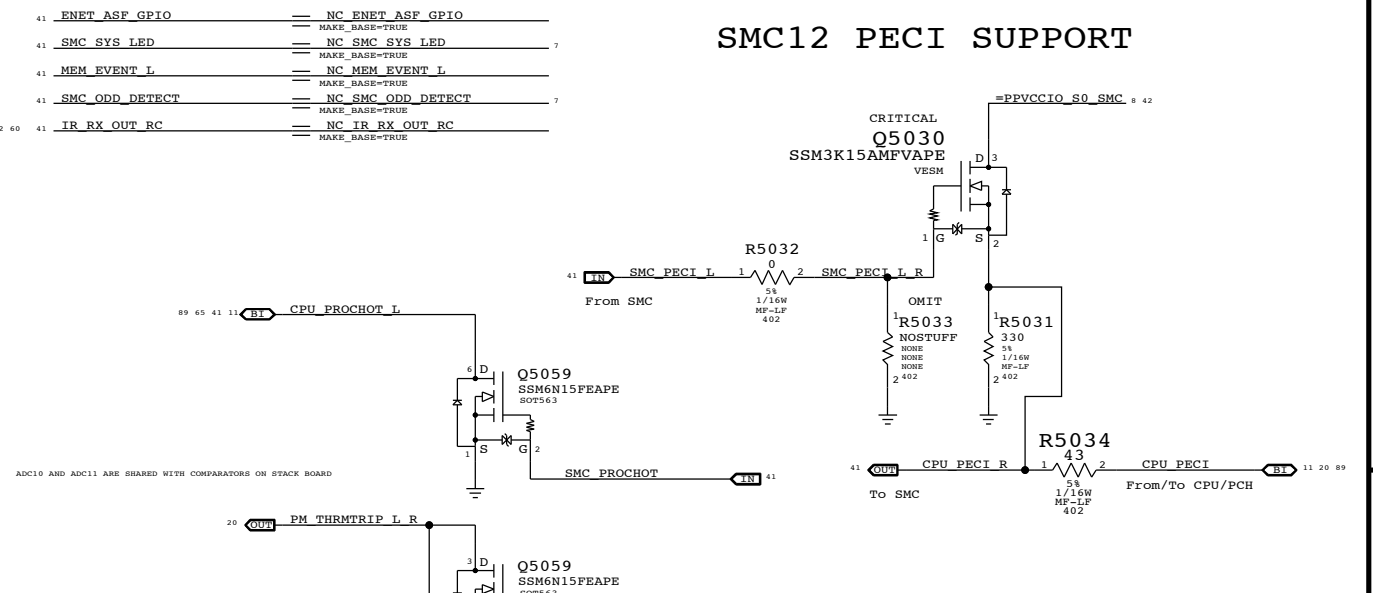 41 ENET_ASF_GPIO NC_ENET_ASF_GPIO
MAKE_BASE=TRUE
41 SMC_SYS_LED NC_SMC_SYS_LED 7
MAKE_BASE=TRUE
41 MEM_EVENT_L NC_MEM_EVENT_L
MAKE_BASE=TRUE
41 SMC_ODD_DETECT NC_SMC_ODD_DETECT 7
MAKE_BASE=TRUE
2 60 41 IR_RX_OUT_RC NC_IR_RX_OUT_RC
MAKE_BASE=TRUE
SMC12 PECI SUPPORT
=PPVCCIO_S0_SMC 8 42
CRITICAL
Q5030
SSM3K15AMFVAPE
VESM
D 3
1 G S 2
41 IN SMC_PECI_L
From SMC
R5032
0
1 2
5%
1/16W
MF-LF
402
SMC_PECI_L_R
OMIT
1 R5033
NOSTUFF
NONE
NONE
NONE
2 402
1 R5031
330
5%
1/16W
MF-LF
2 402
89 65 41 11 BI CPU_PROCHOT_L
6 D
Q5059
SSM6N15FEAPE
SOT563
1 S G 2
SMC_PROCHOT IN 41
ADC10 AND ADC11 ARE SHARED WITH COMPARATORS ON STACK BOARD
R5034
43
41 OUT CPU_PECI_R 1 2 CPU_PECI BI 11 20 89
To SMC
5%
1/16W
MF-LF
402
From/To CPU/PCH
20 OUT PM_THRMTRIP_L_R
3 D
Q5059
SSM6N15FEAPE
SOT563